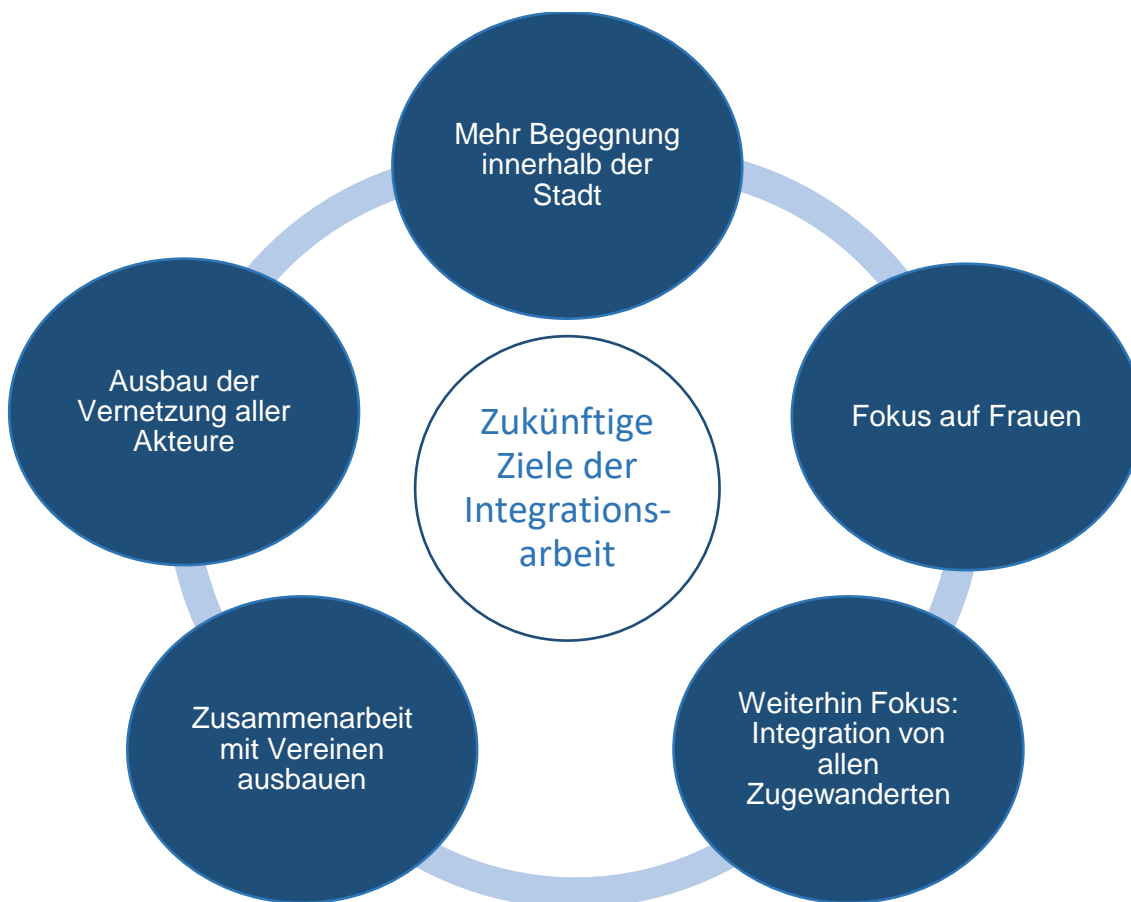 Mehr Begegnung
innerhalb der
Stadt
Fokus auf Frauen
Weiterhin Fokus:
Integration von
allen
Zugewanderten
Zusammenarbeit
mit Vereinen
ausbauen
Ausbau der
Vernetzung aller
Akteure
Zukünftige
Ziele der
Integrations-
arbeit